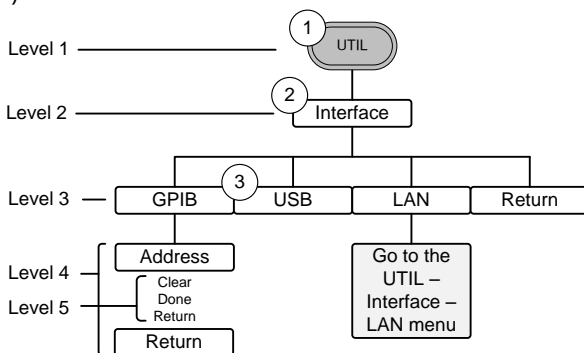 )
Level 1
1
UTIL
Level 2
2
Interface
Level 3
GPIB
3
USB
LAN
Return
Level 4
Address
Level 5
Clear
Done
Return
Return
Go to the
UTIL –
Interface –
LAN menu